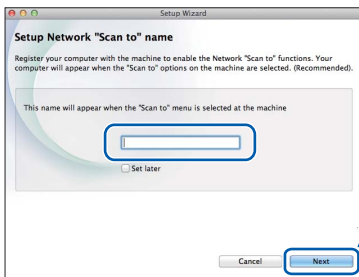 Setup Wizard
Setup Network "Scan to" name
Register your computer with the machine to enable the Network "Scan to" functions. Your
computer will appear when the "Scan to" options on the machine are selected. (Recommended).
This name will appear when the "Scan to" menu is selected at the machine
Set later
Cancel
Next